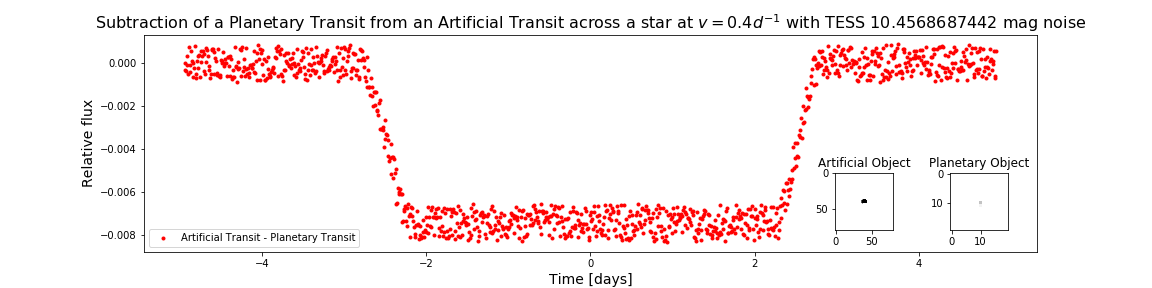 Subtraction of a Planetary Transit from an Artificial Transit across a star at v = 0.4d⁻¹ with TESS 10.4568687442 mag noise
Relative flux
0.000
−0.002
−0.004
−0.006
−0.008
Artificial Transit - Planetary Transit
Artificial Object
0
50
0 50
Planetary Object
0
10
0 10
−4 −2 0 2 4
Time [days]